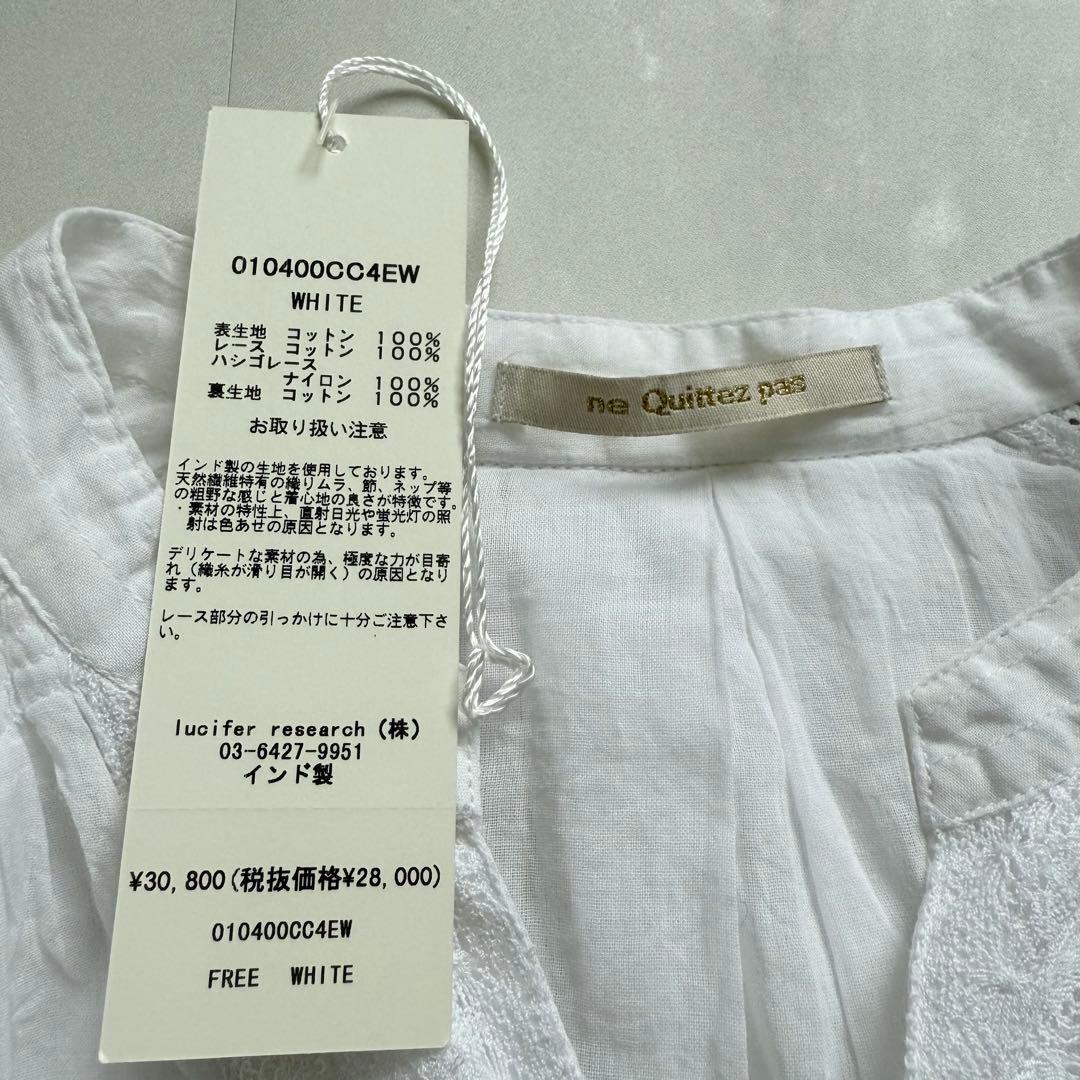 010400CC4EW
WHITE
表生地 コットン 100%
レース コットン 100%
ハシゴレース
ナイロン 100%
裏生地 コットン 100%
お取り扱い注意
インド製の生地を使用しております。
天然繊維特有の織りムラ、節、ネップ等
の粗野な感じと着心地の良さが特徴です。
・素材の特性上、直射日光や蛍光灯の照
射は色あせの原因となります。
デリケートな素材の為、極度な力が目寄
れ（織糸が滑り目が開く）の原因となり
ます。
レース部分の引っかけに十分ご注意下さ
い。
lucifer research（株）
03-6427-9951
インド製
¥30,800(税抜価格¥28,000)
010400CC4EW
FREE WHITE
ne Quittez pas